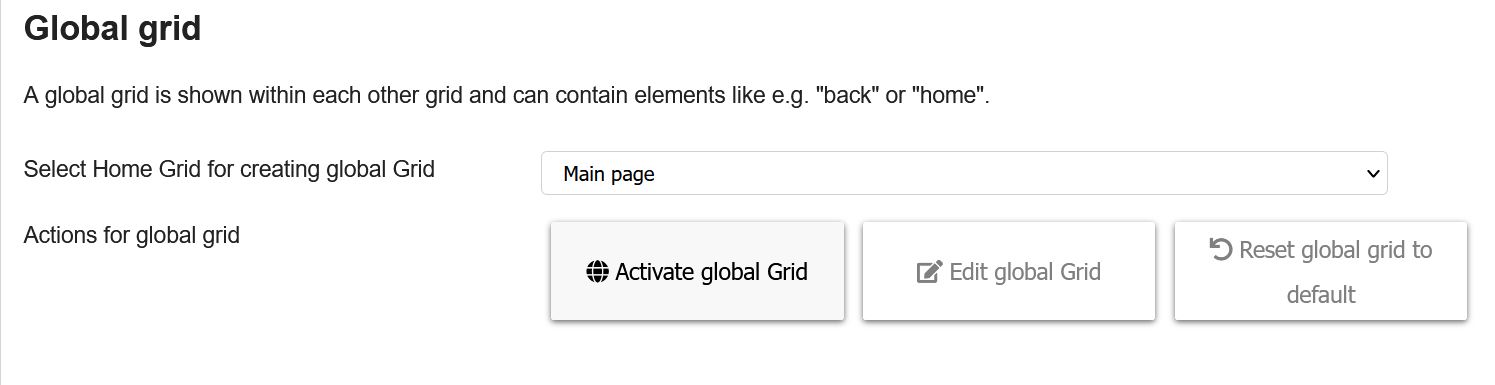 Global grid
A global grid is shown within each other grid and can contain elements like e.g. "back" or "home".
Select Home Grid for creating global Grid
Main page
Actions for global grid
Activate global Grid
Edit global Grid
Reset global grid to
default